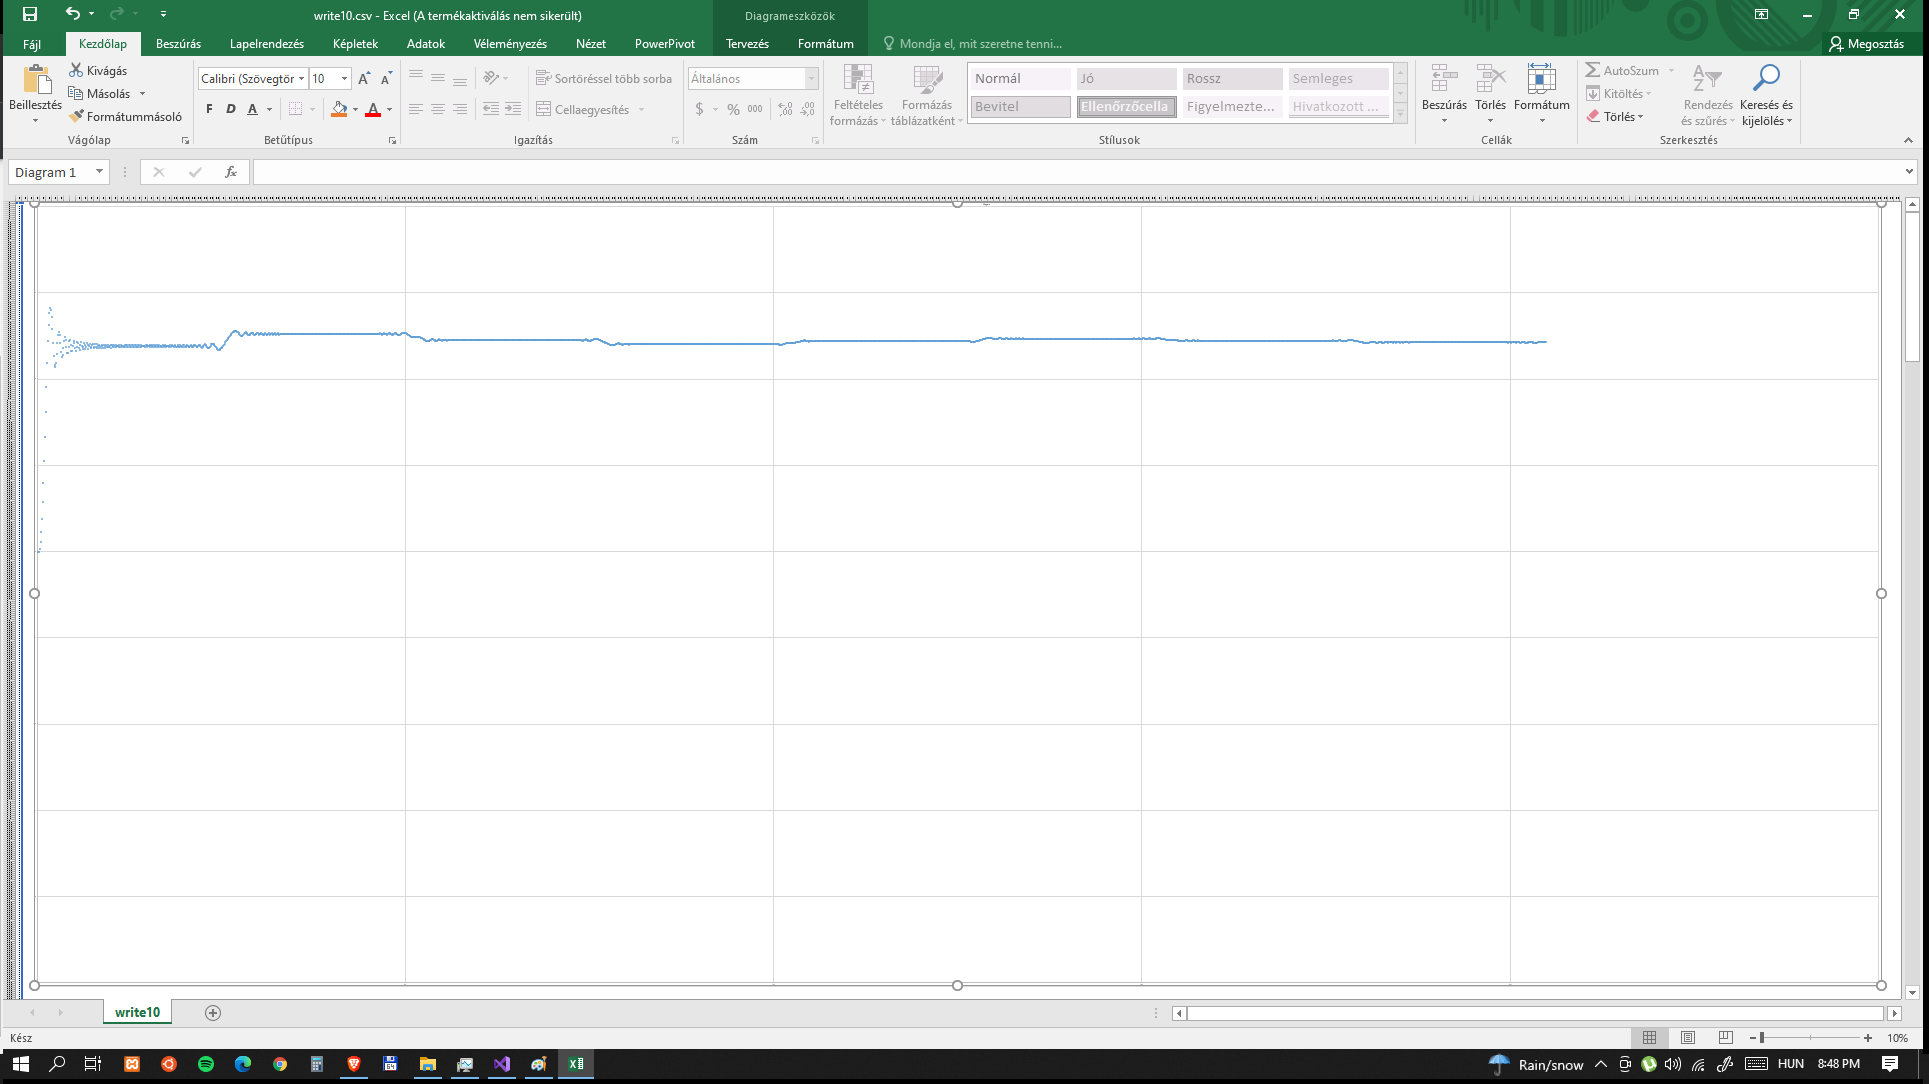 write10.csv - Excel (A termékaktiválás nem sikerült)
Diagrameszközök
Fájl Kezdőlap Beszúrás Lapelrendezés Képletek Adatok Véleményezés Nézet PowerPivot Tervezés Formátum Mondja el, mit szeretne tenni... Megosztás
Beillesztés
Kivágás
Másolás
Formátummásoló
Vágólap
Calibri (Szövegtör 10
F D A
Betűtípus
Sortöréssel több sorba
Cellaegyesítés
Igazítás
Általános
$ % 000
Szám
Feltételes formázás
Formázás táblázatként
Normál Jó Rossz Semleges
Bevitel Ellenőrzőcella Figyelmezte... Hivatkozott ...
Stílusok
Beszúrás Törlés Formátum
Cellák
AutoSzum
Kitöltés
Törlés
Rendezés és szűrés
Keresés és kijelölés
Szerkesztés
Diagram 1
fx
write10
Kész
10%
Rain/snow HUN 8:48 PM